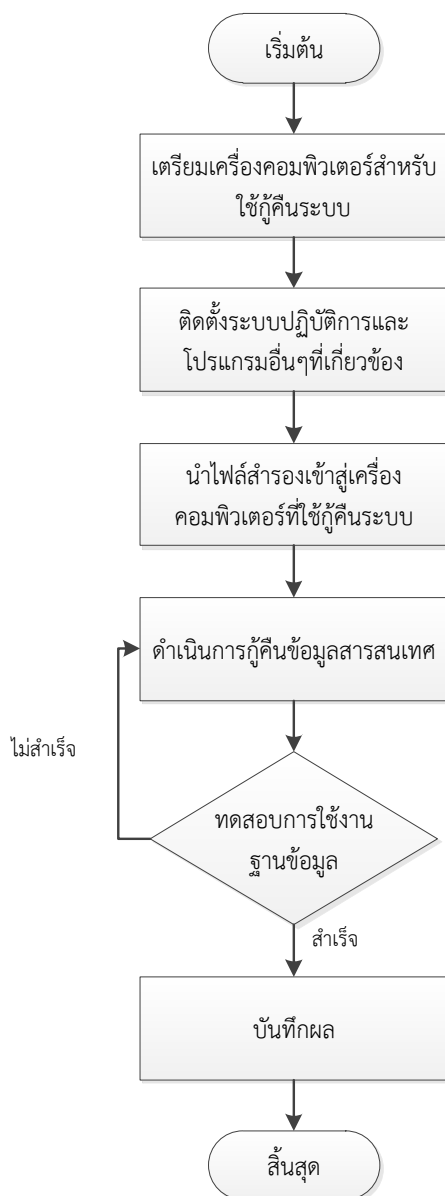 เริ่มต้น
เตรียมเครื่องคอมพิวเตอร์สำหรับ
ใช้กู้คืนระบบ
ติดตั้งระบบปฏิบัติการและ
โปรแกรมอื่นๆที่เกี่ยวข้อง
นำไฟล์สำรองเข้าสู่เครื่อง
คอมพิวเตอร์ที่ใช้กู้คืนระบบ
ดำเนินการกู้คืนข้อมูลสารสนเทศ
ไม่สำเร็จ
ทดสอบการใช้งาน
ฐานข้อมูล
สำเร็จ
บันทึกผล
สิ้นสุด